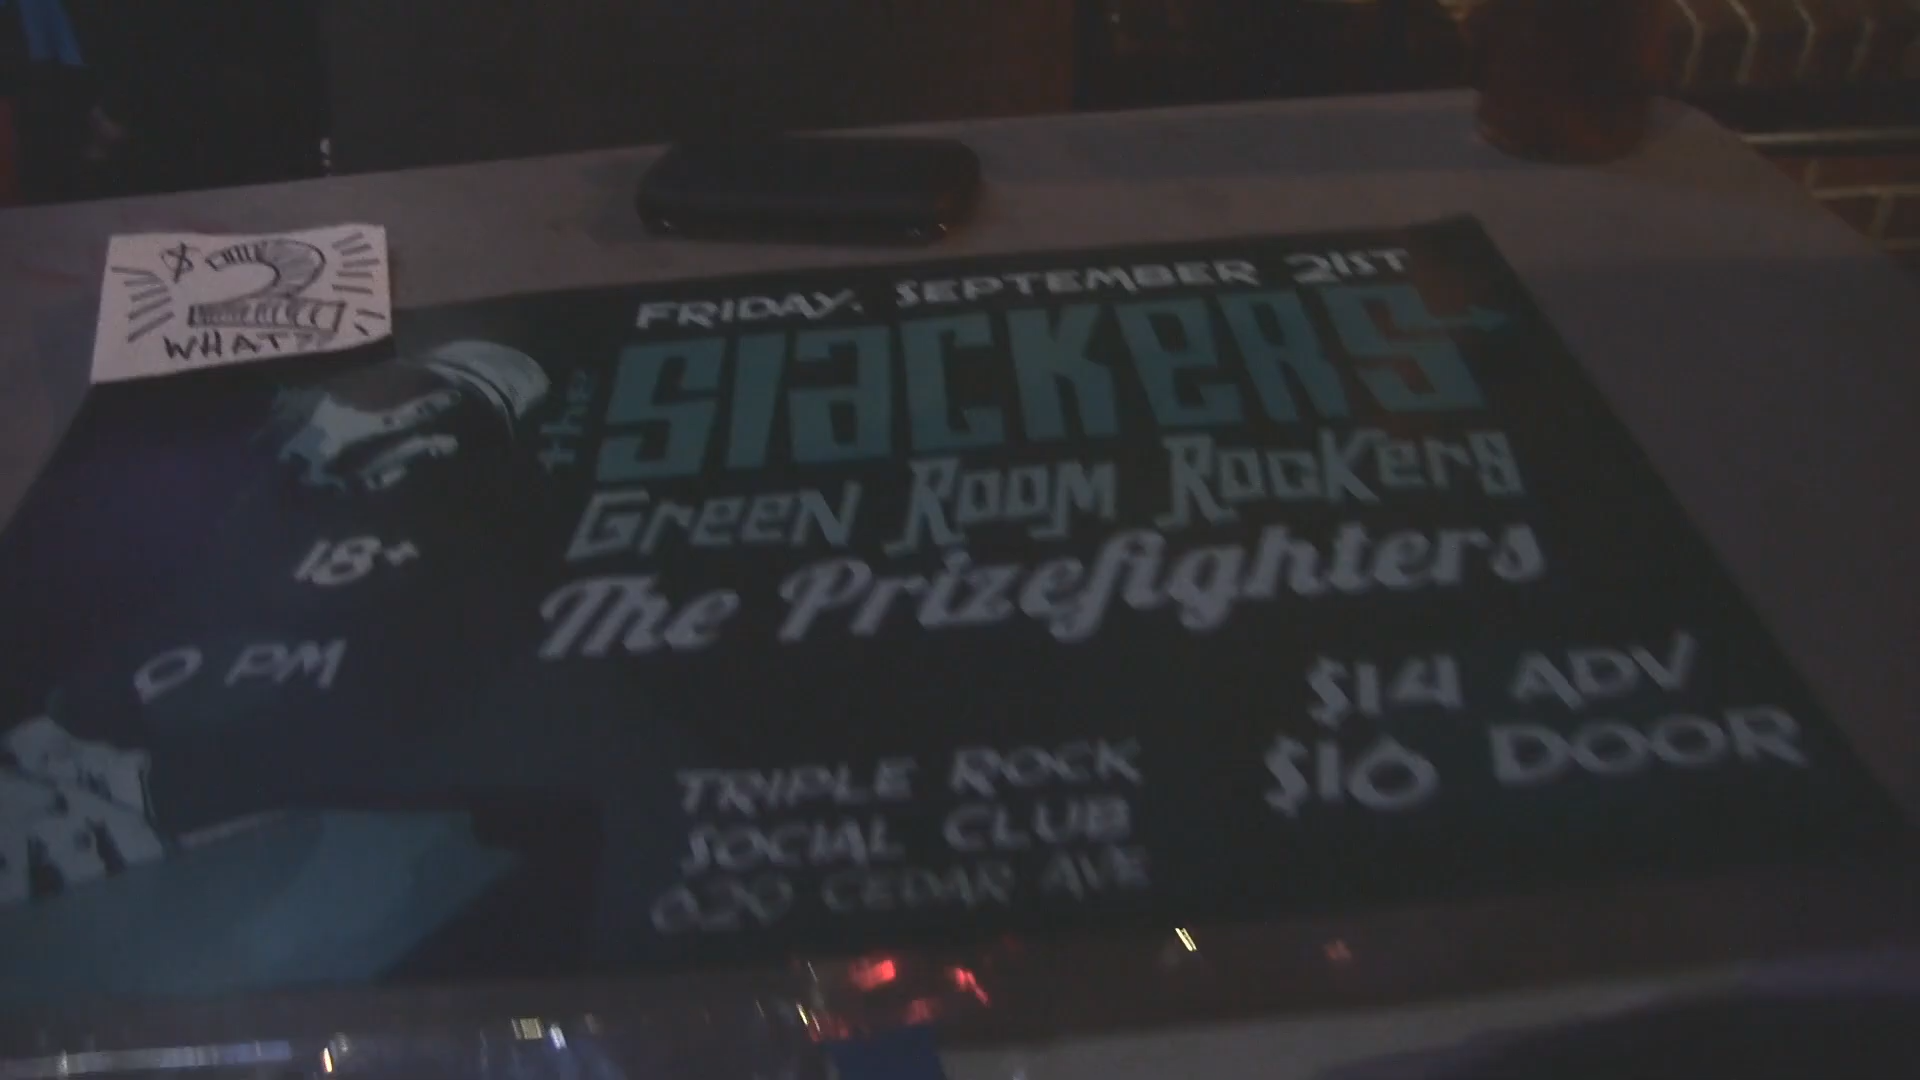 $2
WHAT??
FRIDAY, SEPTEMBER 21ST
the SLACKERS
Green Room Rockers
The Prizefighters
18+
PM
$14 ADV
$16 DOOR
TRIPLE ROCK
SOCIAL CLUB
620 CEDAR AVE